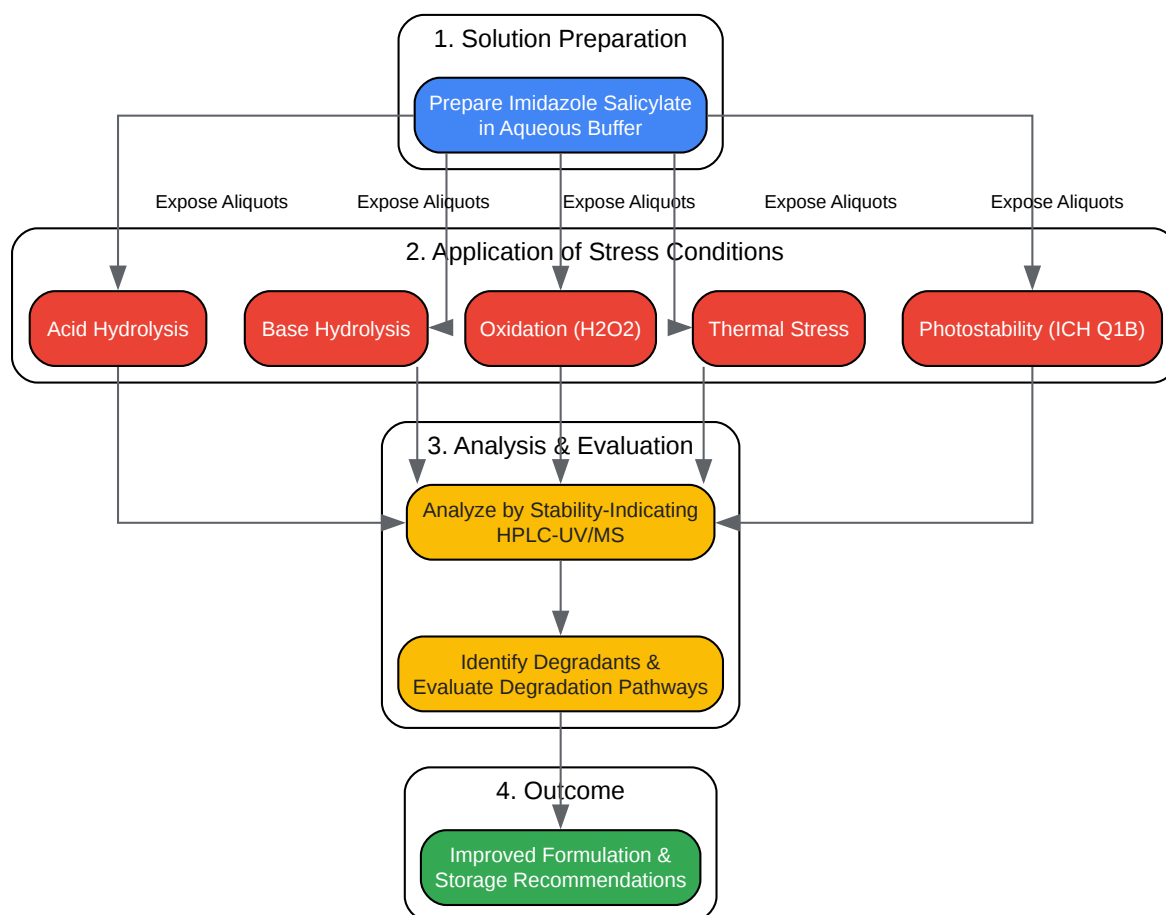 1. Solution Preparation
Prepare Imidazole Salicylate
in Aqueous Buffer
Expose Aliquots
Expose Aliquots
Expose Aliquots
Expose Aliquots
Expose Aliquots
2. Application of Stress Conditions
Acid Hydrolysis
Base Hydrolysis
Oxidation (H2O2)
Thermal Stress
Photostability (ICH Q1B)
3. Analysis & Evaluation
Analyze by Stability-Indicating
HPLC-UV/MS
Identify Degradants &
Evaluate Degradation Pathways
4. Outcome
Improved Formulation &
Storage Recommendations